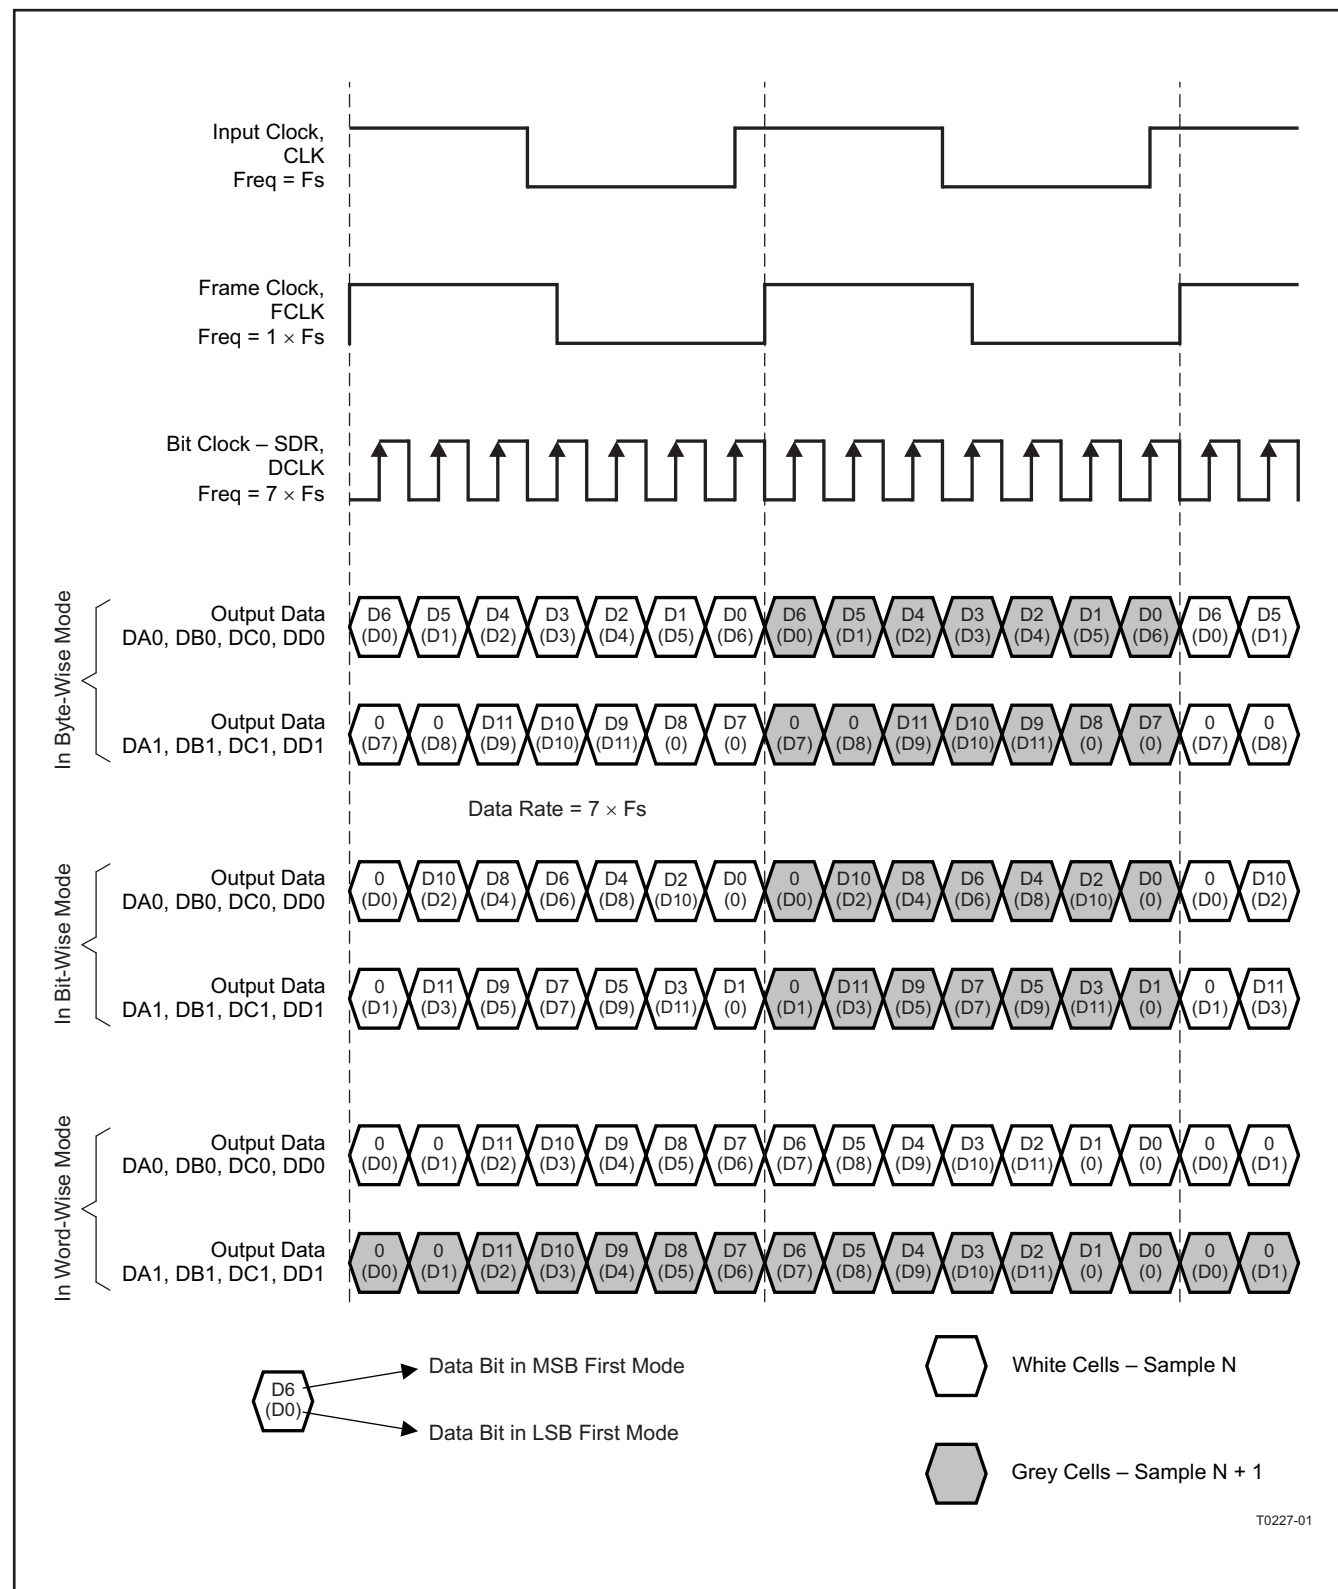 Input Clock,
CLK
Freq = Fs
Frame Clock,
FCLK
Freq = 1 × Fs
Bit Clock – SDR,
DCLK
Freq = 7 × Fs
In Byte-Wise Mode
Output Data
DA0, DB0, DC0, DD0
D6 D5 D4 D3 D2 D1 D0 D6 D5 D4 D3 D2 D1 D0 D6 D5
(D0) (D1) (D2) (D3) (D4) (D5) (D6) (D0) (D1) (D2) (D3) (D4) (D5) (D6) (D0) (D1)
Output Data
DA1, DB1, DC1, DD1
0 0 D11 D10 D9 D8 D7 0 0 D11 D10 D9 D8 D7 0 0
(D7) (D8) (D9) (D10) (D11) (0) (0) (D7) (D8) (D9) (D10) (D11) (0) (0) (D7) (D8)
Data Rate = 7 × Fs
In Bit-Wise Mode
Output Data
DA0, DB0, DC0, DD0
0 D10 D8 D6 D4 D2 D0 0 D10 D8 D6 D4 D2 D0 0 D10
(D0) (D2) (D4) (D6) (D8) (D10) (0) (D0) (D2) (D4) (D6) (D8) (D10) (0) (D0) (D2)
Output Data
DA1, DB1, DC1, DD1
0 D11 D9 D7 D5 D3 D1 0 D11 D9 D7 D5 D3 D1 0 D11
(D1) (D3) (D5) (D7) (D9) (D11) (0) (D1) (D3) (D5) (D7) (D9) (D11) (0) (D1) (D3)
In Word-Wise Mode
Output Data
DA0, DB0, DC0, DD0
0 0 D11 D10 D9 D8 D7 D6 D5 D4 D3 D2 D1 D0 0 0
(D0) (D1) (D2) (D3) (D4) (D5) (D6) (D7) (D8) (D9) (D10) (D11) (0) (0) (D0) (D1)
Output Data
DA1, DB1, DC1, DD1
0 0 D11 D10 D9 D8 D7 D6 D5 D4 D3 D2 D1 D0 0 0
(D0) (D1) (D2) (D3) (D4) (D5) (D6) (D7) (D8) (D9) (D10) (D11) (0) (0) (D0) (D1)
D6
(D0)
Data Bit in MSB First Mode
Data Bit in LSB First Mode
White Cells – Sample N
Grey Cells – Sample N + 1
T0227-01